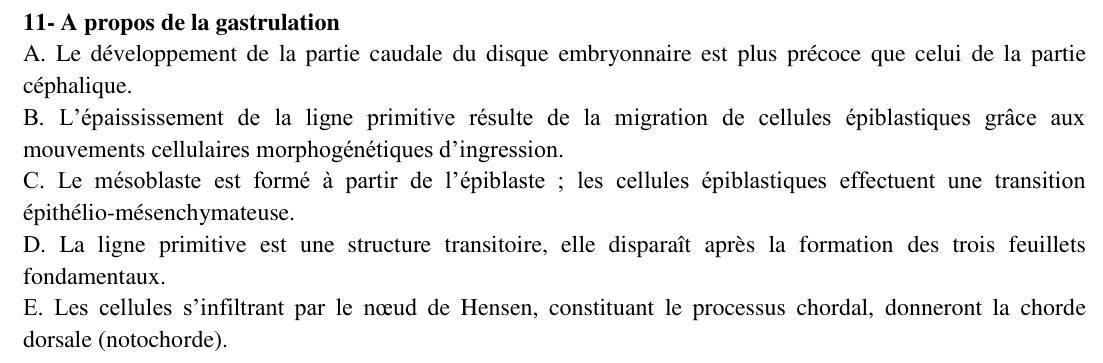 11- A propos de la gastrulation
A. Le développement de la partie caudale du disque embryonnaire est plus précoce que celui de la partie
céphalique.
B. L’épaississement de la ligne primitive résulte de la migration de cellules épiblastiques grâce aux
mouvements cellulaires morphogénétiques d’ingression.
C. Le mésoblaste est formé à partir de l’épiblaste ; les cellules épiblastiques effectuent une transition
épithélio-mésenchymateuse.
D. La ligne primitive est une structure transitoire, elle disparaît après la formation des trois feuillets
fondamentaux.
E. Les cellules s’infiltrant par le nœud de Hensen, constituant le processus chordal, donneront la chorde
dorsale (notochorde).